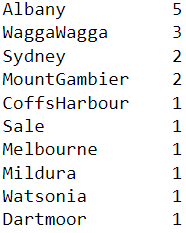 Albany 5
WaggaWagga 3
Sydney 2
MountGambier 2
CoffsHarbour 1
Sale 1
Melbourne 1
Mildura 1
Watsonia 1
Dartmoor 1